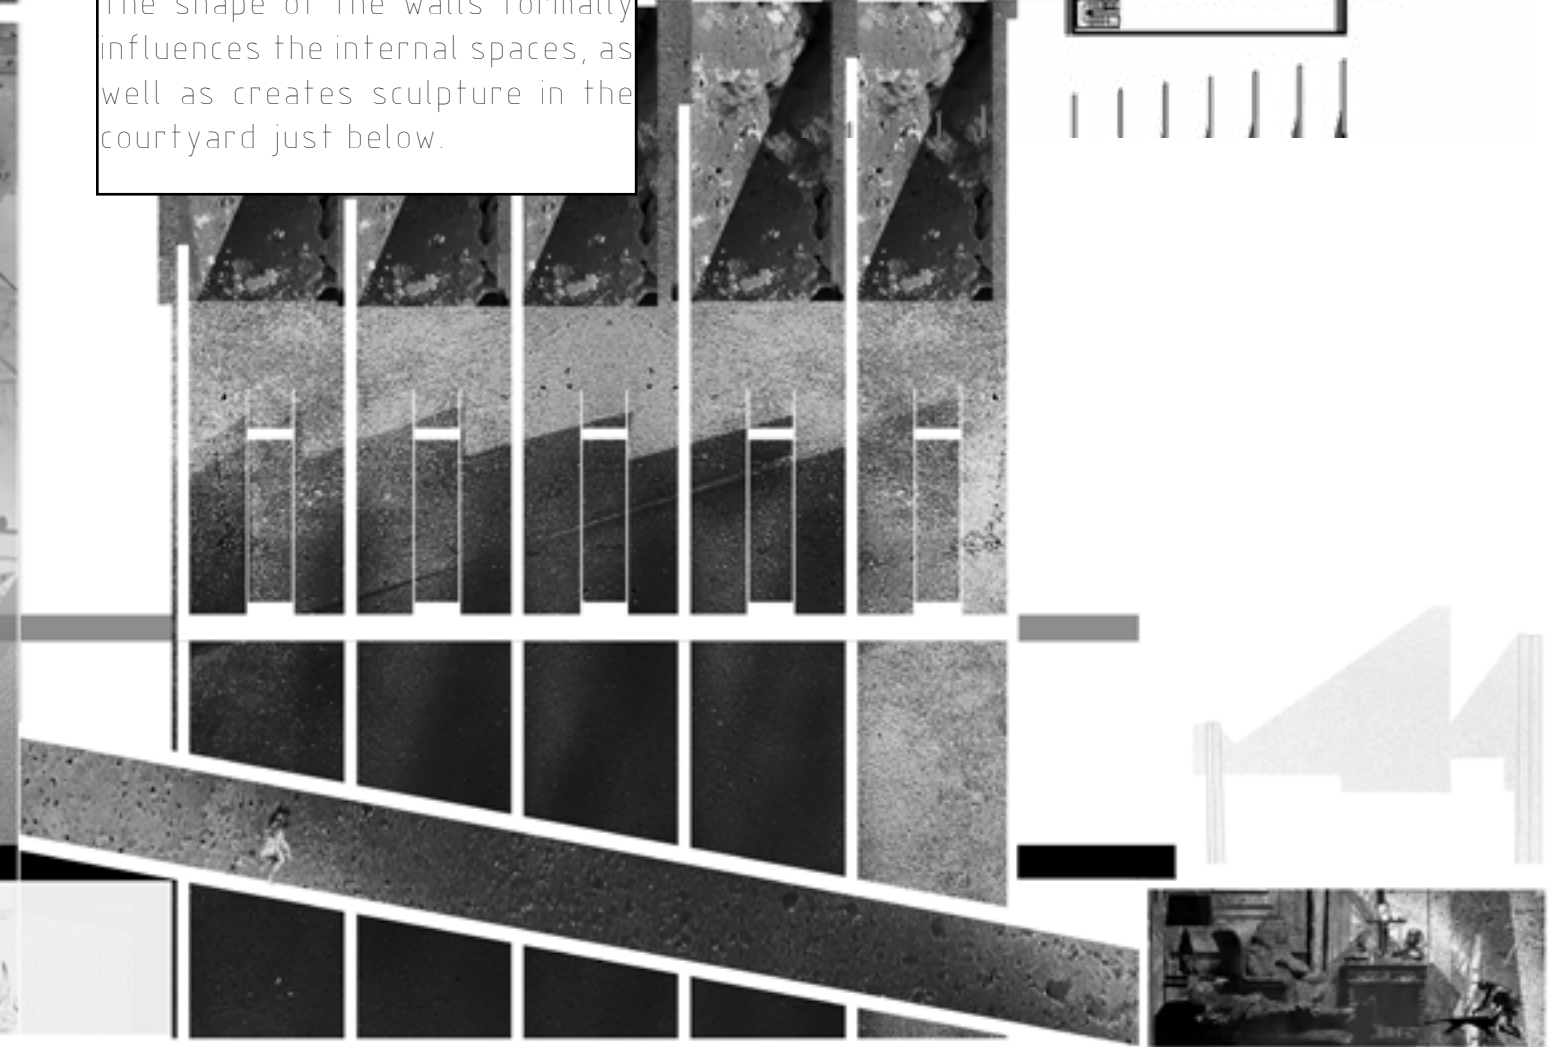 The shape of the walls formally
influences the internal spaces, as
well as creates sculpture in the
courtyard just below.